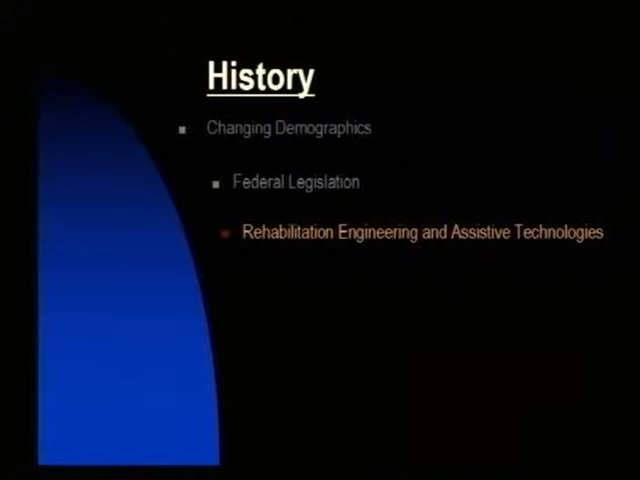 History
Changing Demographics
Federal Legislation
Rehabilitation Engineering and Assistive Technologies